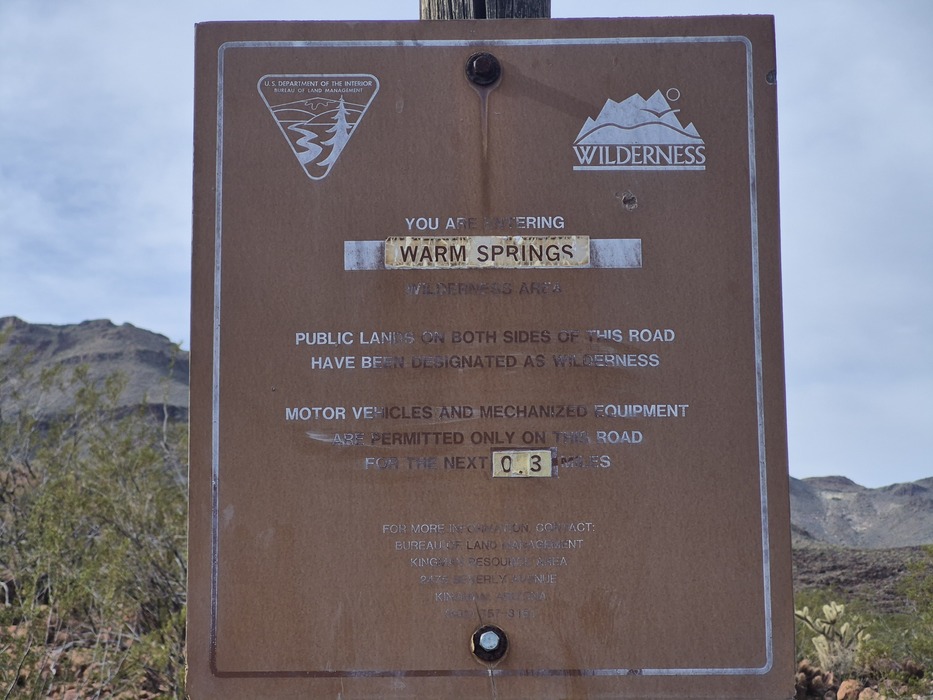 U.S. DEPARTMENT OF THE INTERIOR
BUREAU OF LAND MANAGEMENT
WILDERNESS
YOU ARE ENTERING
WARM SPRINGS
WILDERNESS AREA
PUBLIC LANDS ON BOTH SIDES OF THIS ROAD
HAVE BEEN DESIGNATED AS WILDERNESS
MOTOR VEHICLES AND MECHANIZED EQUIPMENT
ARE PERMITTED ONLY ON THIS ROAD
FOR THE NEXT 0.3 MILES
FOR MORE INFORMATION, CONTACT:
BUREAU OF LAND MANAGEMENT
KINGMAN RESOURCE AREA
BEVERLY AVENUE
KINGMAN, ARIZONA